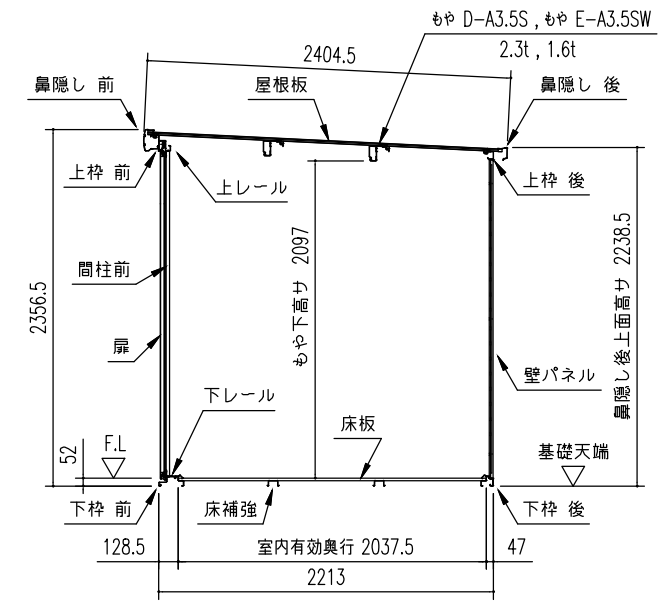 もや D-A3.5S , もや E-A3.5SW
2.3t , 1.6t
2404.5
鼻隠し 前
屋根板
鼻隠し 後
上枠 前
上レール
上枠 後
間柱前
もや下高サ 2097
2356.5
鼻隠し後上面高サ 2238.5
扉
壁パネル
下レール
床板
F.L
52
基礎天端
下枠 前
床補強
下枠 後
128.5
室内有効奥行 2037.5
47
2213